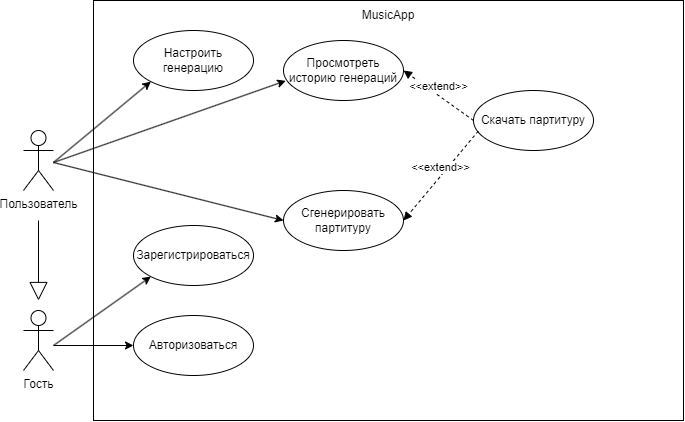 MusicApp
Настроить
генерацию
Просмотреть
историю генераций
<<extend>>
Скачать партитуру
<<extend>>
Пользователь
Сгенерировать
партитуру
Зарегистрироваться
Авторизоваться
Гость